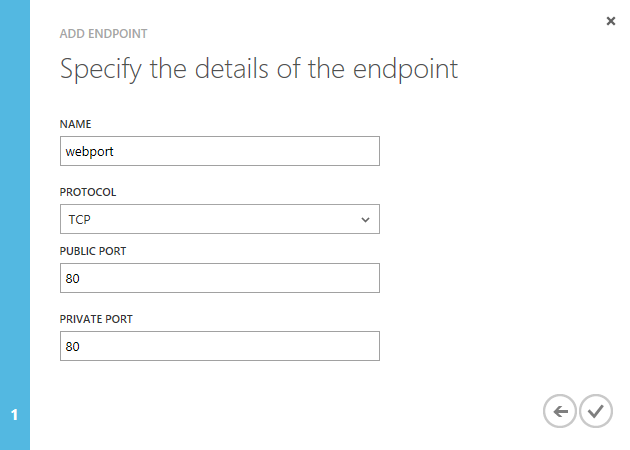 ADD ENDPOINT
Specify the details of the endpoint
NAME
webport
PROTOCOL
TCP
PUBLIC PORT
80
PRIVATE PORT
80
1